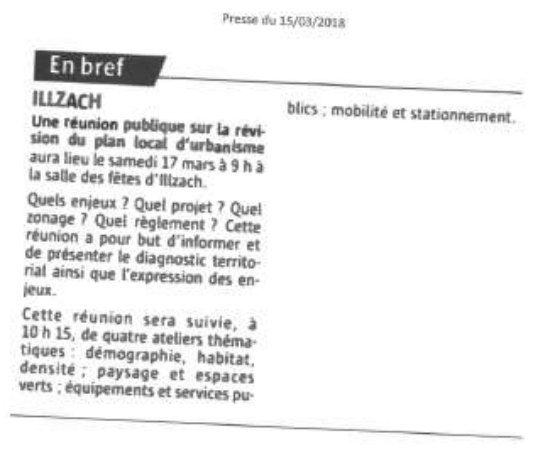 Presse du 15/03/2018
En bref
ILLZACH
Une réunion publique sur la révi-
sion du plan local d'urbanisme
aura lieu le samedi 17 mars à 9 h à
la salle des fêtes d'Illzach.
Quels enjeux ? Quel projet ? Quel
zonage ? Quel règlement ? Cette
réunion a pour but d'informer et
de présenter le diagnostic territo-
rial ainsi que l'expression des en-
jeux.
Cette réunion sera suivie, à
10 h 15, de quatre ateliers théma-
tiques : démographie, habitat,
densité ; paysage et espaces
verts ; équipements et services pu-
blics ; mobilité et stationnement.